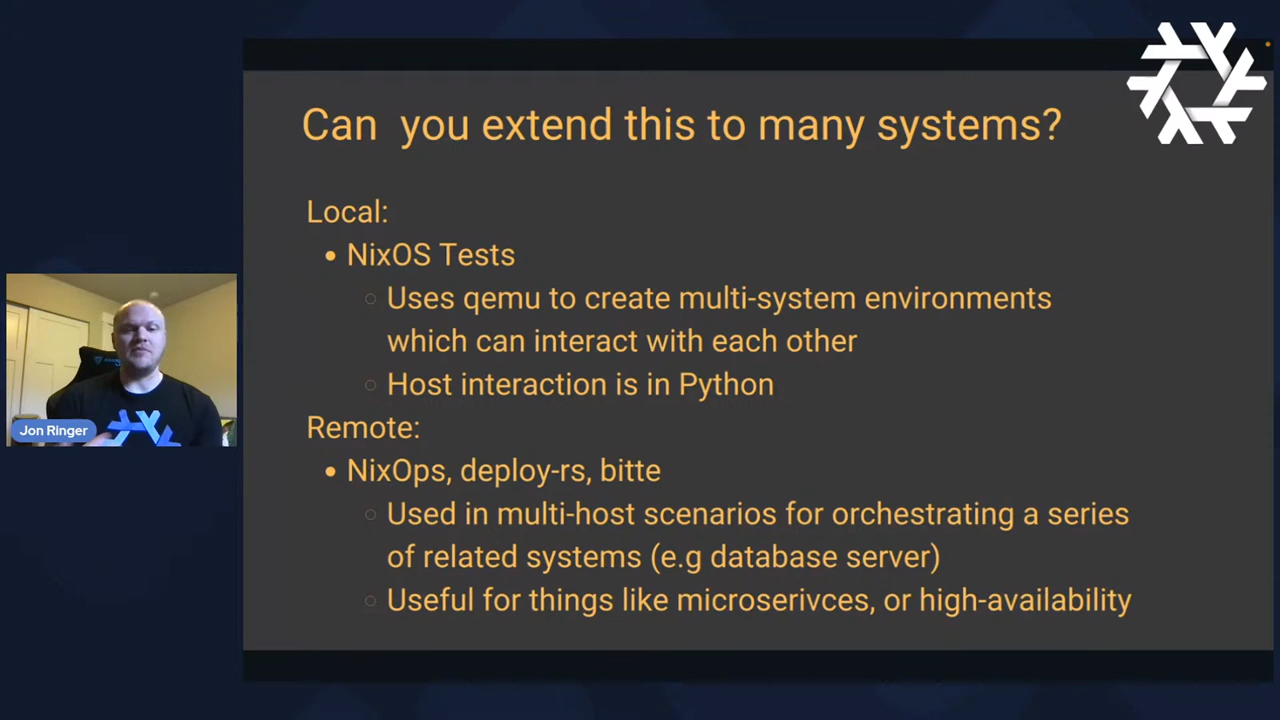 Can  you extend this to many systems?
Local:
• NixOS Tests
○ Uses qemu to create multi-system environments
which can interact with each other
○ Host interaction is in Python
Remote:
• NixOps, deploy-rs, bitte
○ Used in multi-host scenarios for orchestrating a series
of related systems (e.g database server)
○ Useful for things like microserivces, or high-availability
Jon Ringer